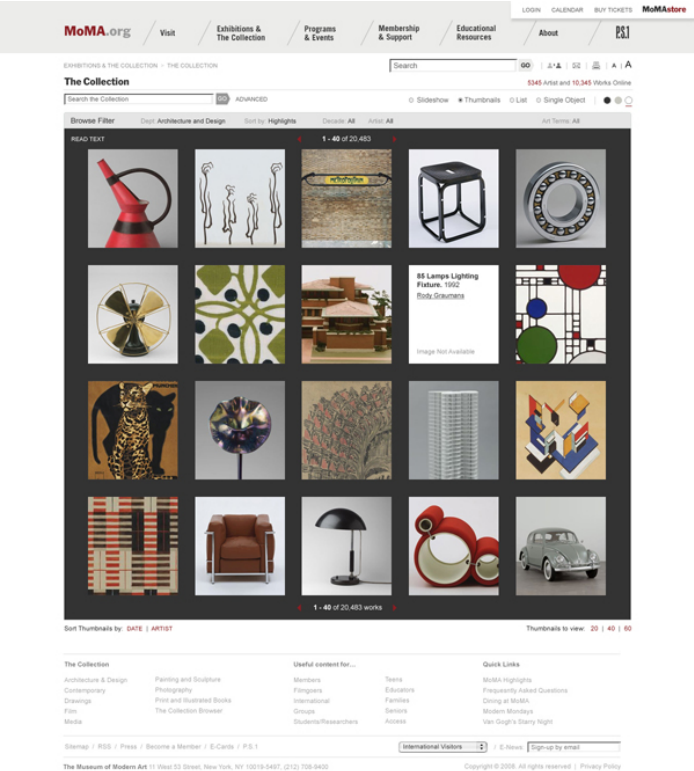 LOGIN CALENDAR BUY TICKETS MoMAstore
MoMA.org
Visit
Exhibitions &
The Collection
Programs
& Events
Membership
& Support
Educational
Resources
About
P.S.1
EXHIBITIONS & THE COLLECTION > THE COLLECTION
Search GO A A
The Collection
5345 Artist and 10,345 Works Online
Search the Collection GO ADVANCED
Slideshow Thumbnails List Single Object
Browse Filter Dept: Architecture and Design Sort by: Highlights Decade: All Artist: All Art Terms: All
READ TEXT
1 - 40 of 20,483
METROPOLITAIN
85 Lamps Lighting
Fixture. 1992
Rody Graumans
Image Not Available
1 - 40 of 20,483 works
Sort Thumbnails by: DATE | ARTIST
Thumbnails to view: 20 | 40 | 60
The Collection
Architecture & Design
Contemporary
Drawings
Film
Media
Painting and Sculpture
Photography
Print and Illustrated Books
The Collection Browser
Useful content for...
Members
Filmgoers
International
Groups
Students/Researchers
Teens
Educators
Families
Seniors
Access
Quick Links
MoMA Highlights
Frequently Asked Questions
Dining at MoMA
Modern Mondays
Van Gogh's Starry Night
Sitemap / RSS / Press / Become a Member / E-Cards / P.S.1
International Visitors / E-News Sign-up by email
The Museum of Modern Art 11 West 53 Street, New York, NY 10019-5497, (212) 708-9400
Copyright © 2008. All rights reserved | Privacy Policy